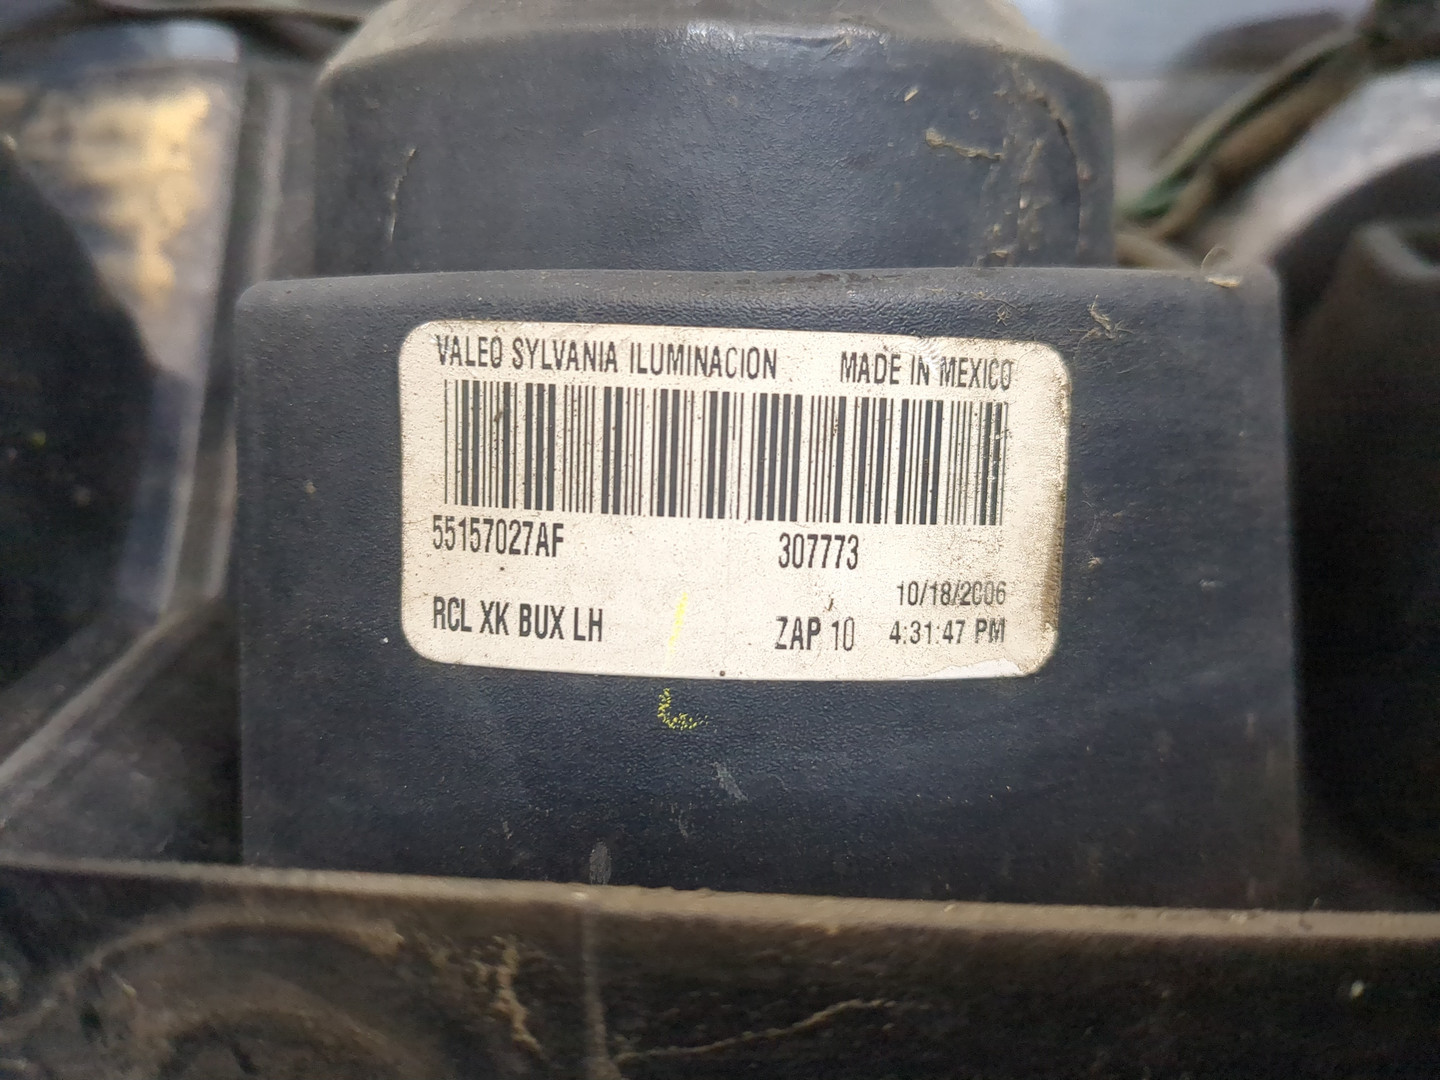 VALEO SYLVANIA ILUMINACION MADE IN MEXICO
55157027AF 307773
10/18/2006
RCL XK BUX LH ZAP 10 4:31:47 PM